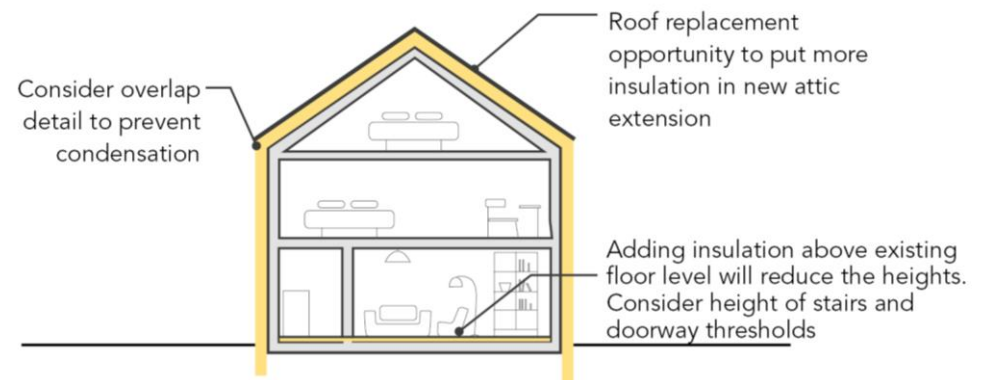 Consider overlap
detail to prevent
condensation
Roof replacement
opportunity to put more
insulation in new attic
extension
Adding insulation above existing
floor level will reduce the heights.
Consider height of stairs and
doorway thresholds